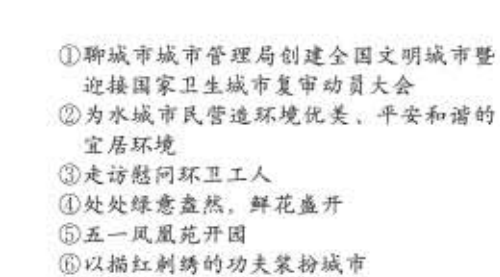 ①聊城市城市管理局创建全国文明城市暨
迎接国家卫生城市复审动员大会
②为水城市民营造环境优美、平安和谐的
宜居环境
③走访慰问环卫工人
④处处绿意盎然，鲜花盛开
⑤五一凤凰苑开园
⑥以描红刺绣的功夫装扮城市